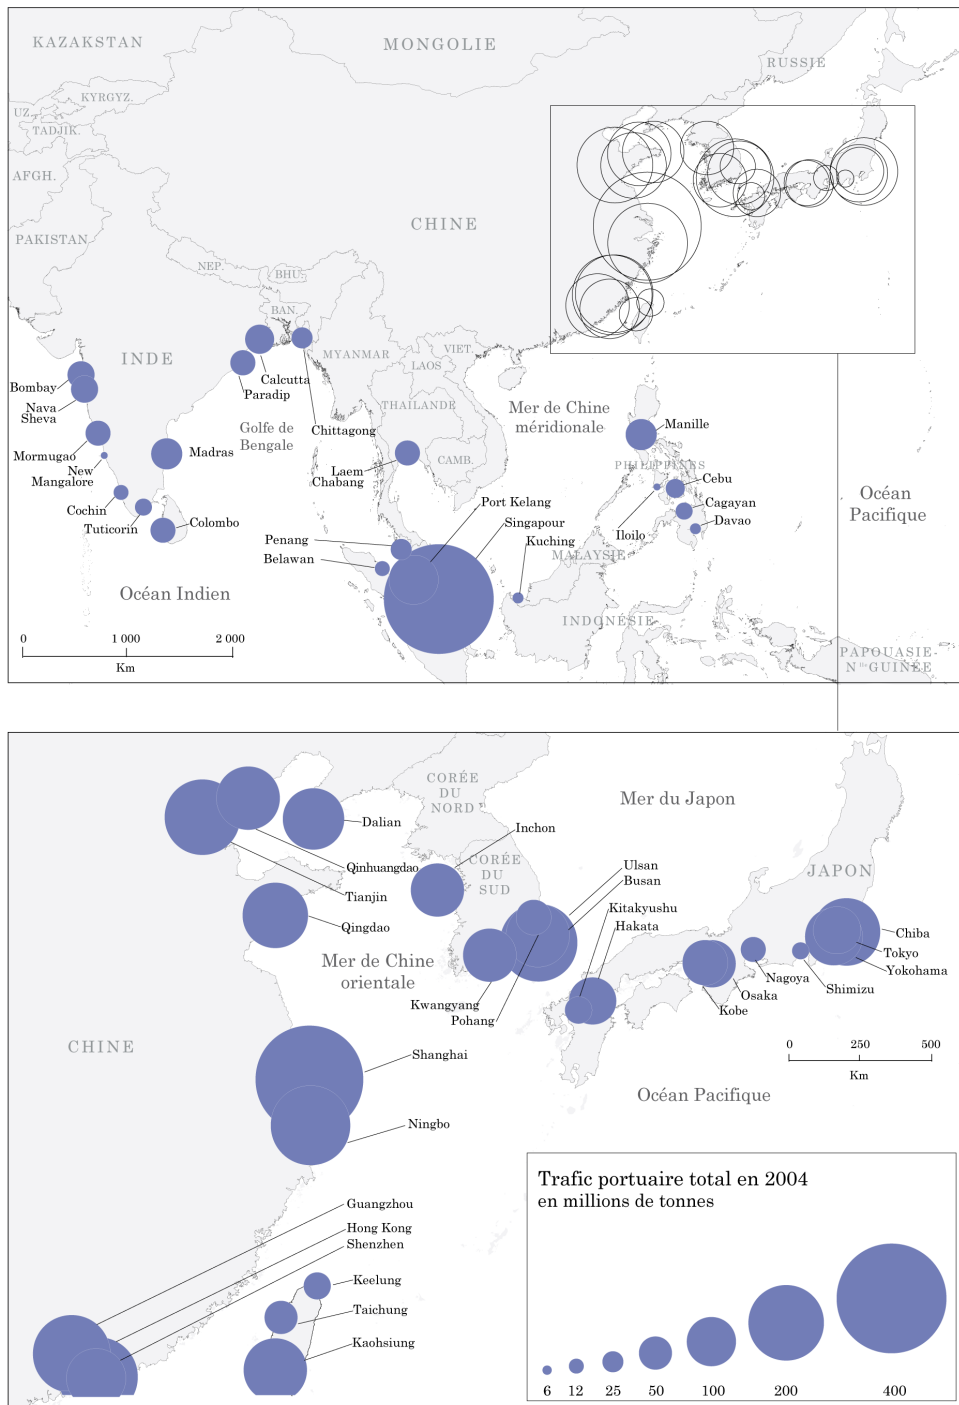 KAZAKSTAN
MONGOLIE
RUSSIE
KYRGYZ.
UZ.
TADJIK.
AFGH.
PAKISTAN
CHINE
NEP.
BHU.
BAN.
INDE
MYANMAR
VIET.
LAOS
THAÏLANDE
CAMB.
PHILIPPINES
MALAYSIE
INDONÉSIE
PAPOUASIE-
Nlle GUINÉE
Bombay
Nava
Sheva
Mormugao
New
Mangalore
Cochin
Tuticorin
Colombo
Madras
Paradip
Calcutta
Chittagong
Golfe de
Bengale
Laem
Chabang
Mer de Chine
méridionale
Manille
Cebu
Cagayan
Iloilo
Davao
Port Kelang
Singapour
Kuching
Penang
Belawan
Océan
Pacifique
Océan Indien
0 1 000 2 000
Km
CORÉE
DU
NORD
Mer du Japon
Dalian
Inchon
Qinhuangdao
CORÉE
DU
SUD
Ulsan
Busan
JAPON
Tianjin
Kitakyushu
Hakata
Qingdao
Chiba
Tokyo
Yokohama
Mer de Chine
orientale
Nagoya
Shimizu
Osaka
Kobe
Kwangyang
Pohang
CHINE
0 250 500
Km
Shanghai
Océan Pacifique
Ningbo
Guangzhou
Hong Kong
Shenzhen
Keelung
Taichung
Kaohsiung
Trafic portuaire total en 2004
en millions de tonnes
6 12 25 50 100 200 400